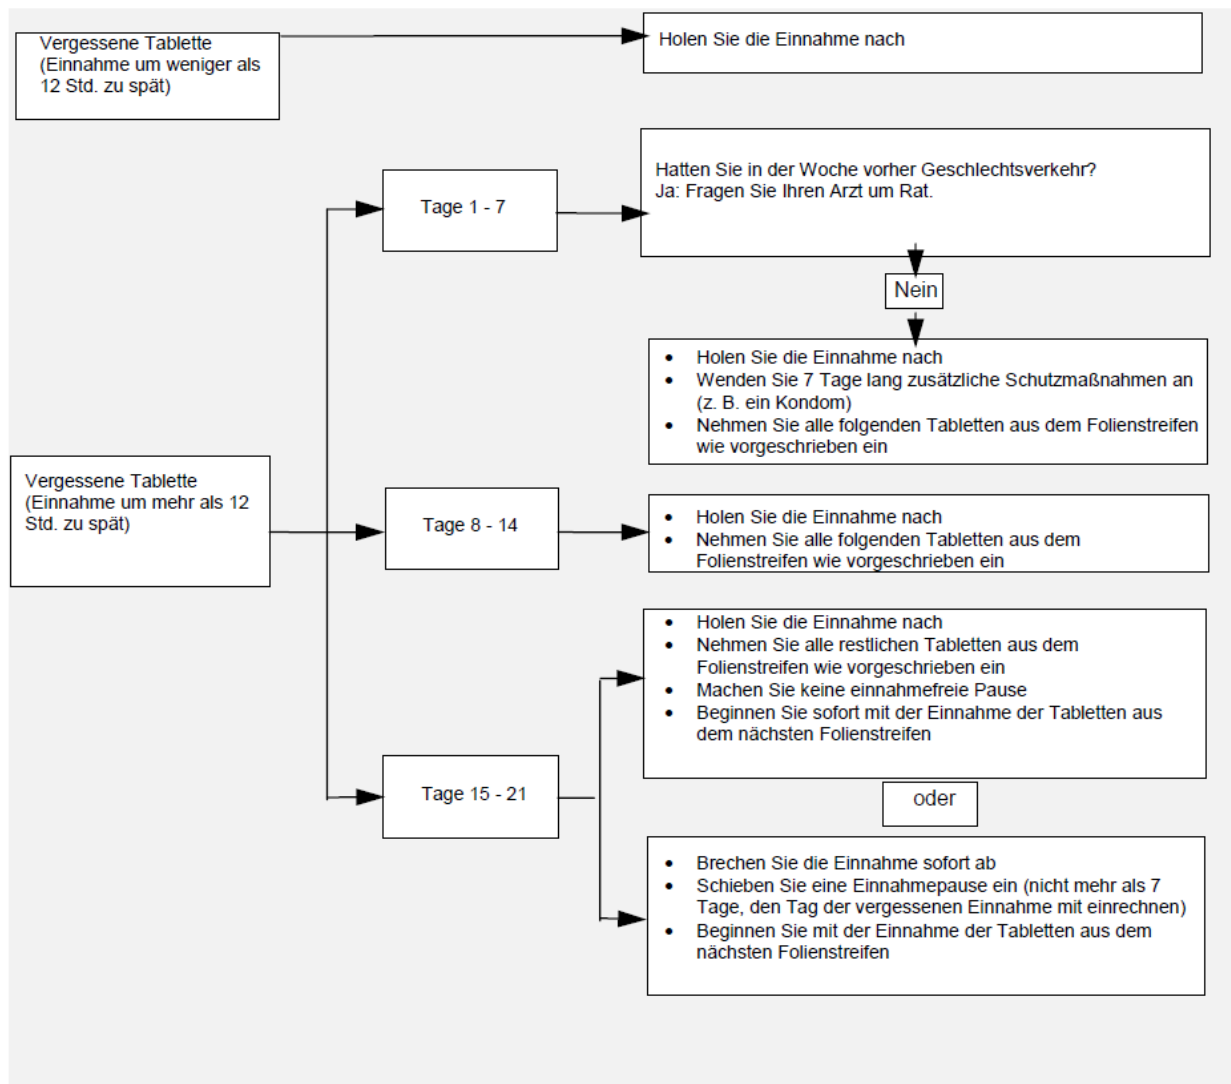 Vergessene Tablette
(Einnahme um weniger als
12 Std. zu spät)
Holen Sie die Einnahme nach
Hatten Sie in der Woche vorher Geschlechtsverkehr?
Ja: Fragen Sie Ihren Arzt um Rat.
Tage 1 - 7
Nein
• Holen Sie die Einnahme nach
• Wenden Sie 7 Tage lang zusätzliche Schutzmaßnahmen an
(z. B. ein Kondom)
• Nehmen Sie alle folgenden Tabletten aus dem Folienstreifen
wie vorgeschrieben ein
Vergessene Tablette
(Einnahme um mehr als 12
Std. zu spät)
Tage 8 - 14
• Holen Sie die Einnahme nach
• Nehmen Sie alle folgenden Tabletten aus dem
Folienstreifen wie vorgeschrieben ein
• Holen Sie die Einnahme nach
• Nehmen Sie alle restlichen Tabletten aus dem
Folienstreifen wie vorgeschrieben ein
• Machen Sie keine einnahmefreie Pause
• Beginnen Sie sofort mit der Einnahme der Tabletten aus
dem nächsten Folienstreifen
Tage 15 - 21
oder
• Brechen Sie die Einnahme sofort ab
• Schieben Sie eine Einnahmepause ein (nicht mehr als 7
Tage, den Tag der vergessenen Einnahme mit einrechnen)
• Beginnen Sie mit der Einnahme der Tabletten aus dem
nächsten Folienstreifen